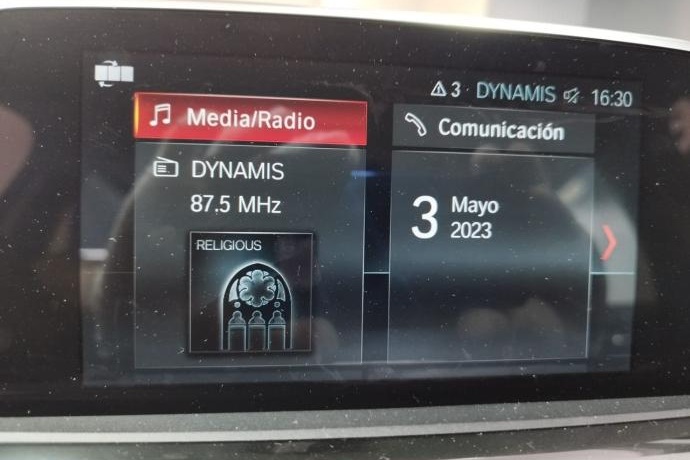 3 DYNAMIS 16:30
Media/Radio
DYNAMIS
87.5 MHz
RELIGIOUS
Comunicación
3 Mayo
2023